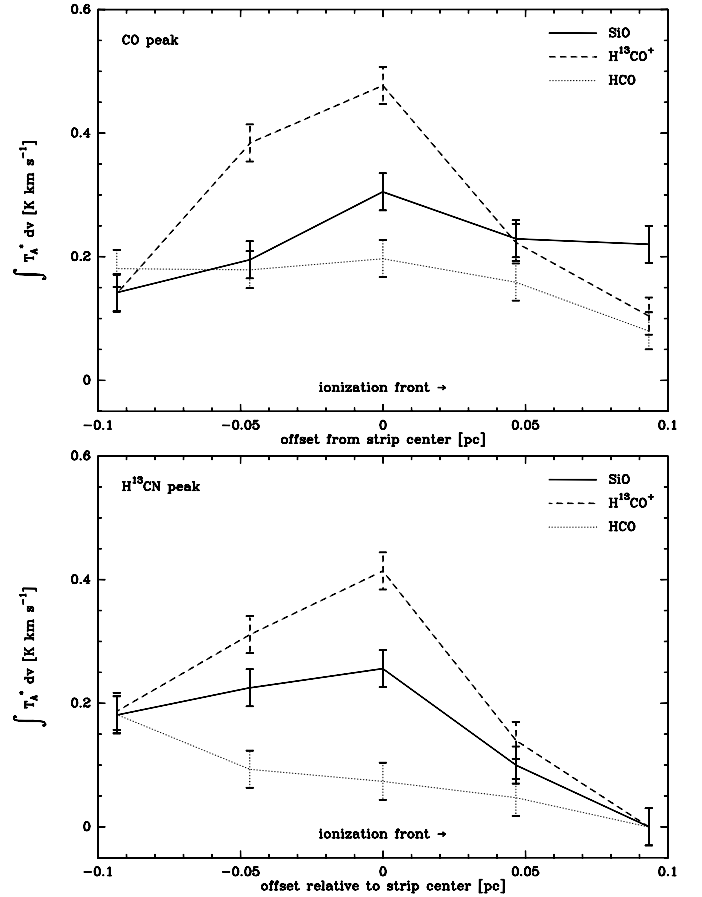 0.6
CO peak
SiO
H¹³CO⁺
HCO
0.4
0.2
0
∫ T_A* dv [K km s⁻¹]
ionization front →
−0.1 −0.05 0 0.05 0.1
offset from strip center [pc]
0.6
H¹³CN peak
SiO
H¹³CO⁺
HCO
0.4
0.2
0
∫ T_A* dv [K km s⁻¹]
ionization front →
−0.1 −0.05 0 0.05 0.1
offset relative to strip center [pc]